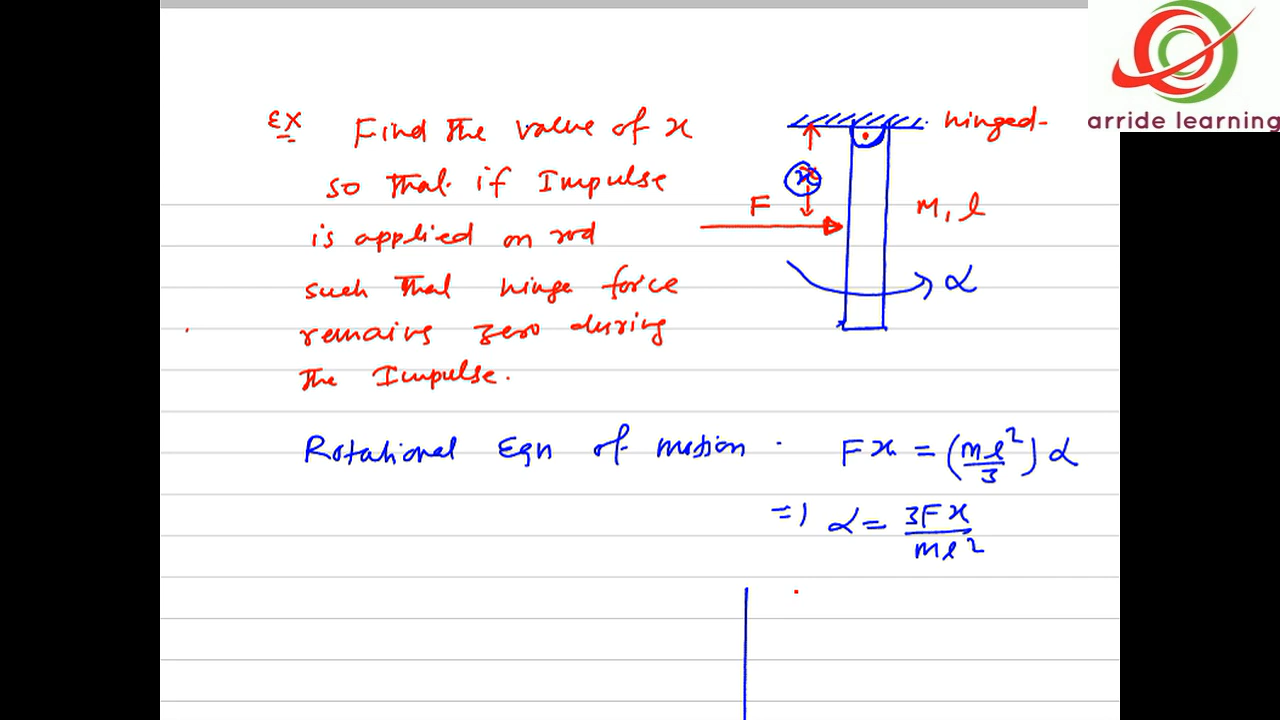 Ex Find the value of x
so that if Impulse
is applied on rod
such that hinge force
remains zero during
the Impulse.
hinged
x
F
M, l
α
arride learning
Rotational Eqn of motion. Fx = (ml²/3) α
=> α = 3Fx/ml²